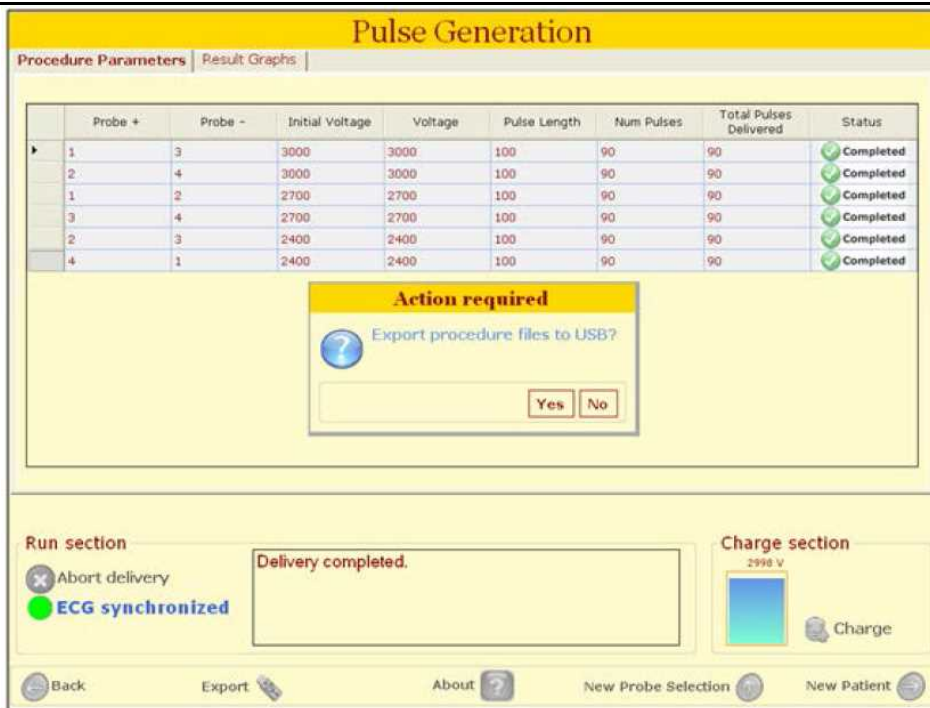 Pulse Generation
Procedure Parameters Result Graphs
Probe + Probe - Initial Voltage Voltage Pulse Length Num Pulses Total Pulses Delivered Status
1 3 3000 3000 100 90 90 Completed
2 4 3000 3000 100 90 90 Completed
1 2 2700 2700 100 90 90 Completed
3 4 2700 2700 100 90 90 Completed
2 3 2400 2400 100 90 90 Completed
4 1 2400 2400 100 90 90 Completed
Action required
? Export procedure files to USB?
Yes No
Run section
Abort delivery
ECG synchronized
Delivery completed.
Charge section
2998 V
Charge
Back Export About ? New Probe Selection New Patient